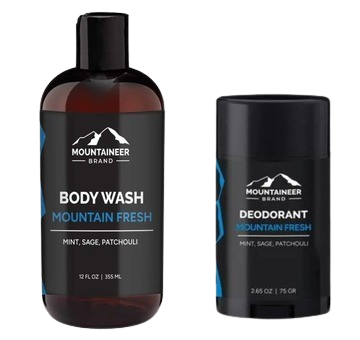 MOUNTAINEER
BRAND
BODY WASH
MOUNTAIN FRESH
MINT, SAGE, PATCHOULI
12 FL OZ | 355 ML
MOUNTAINEER
BRAND
DEODORANT
MOUNTAIN FRESH
MINT, SAGE, PATCHOULI
2.65 OZ | 75 GR